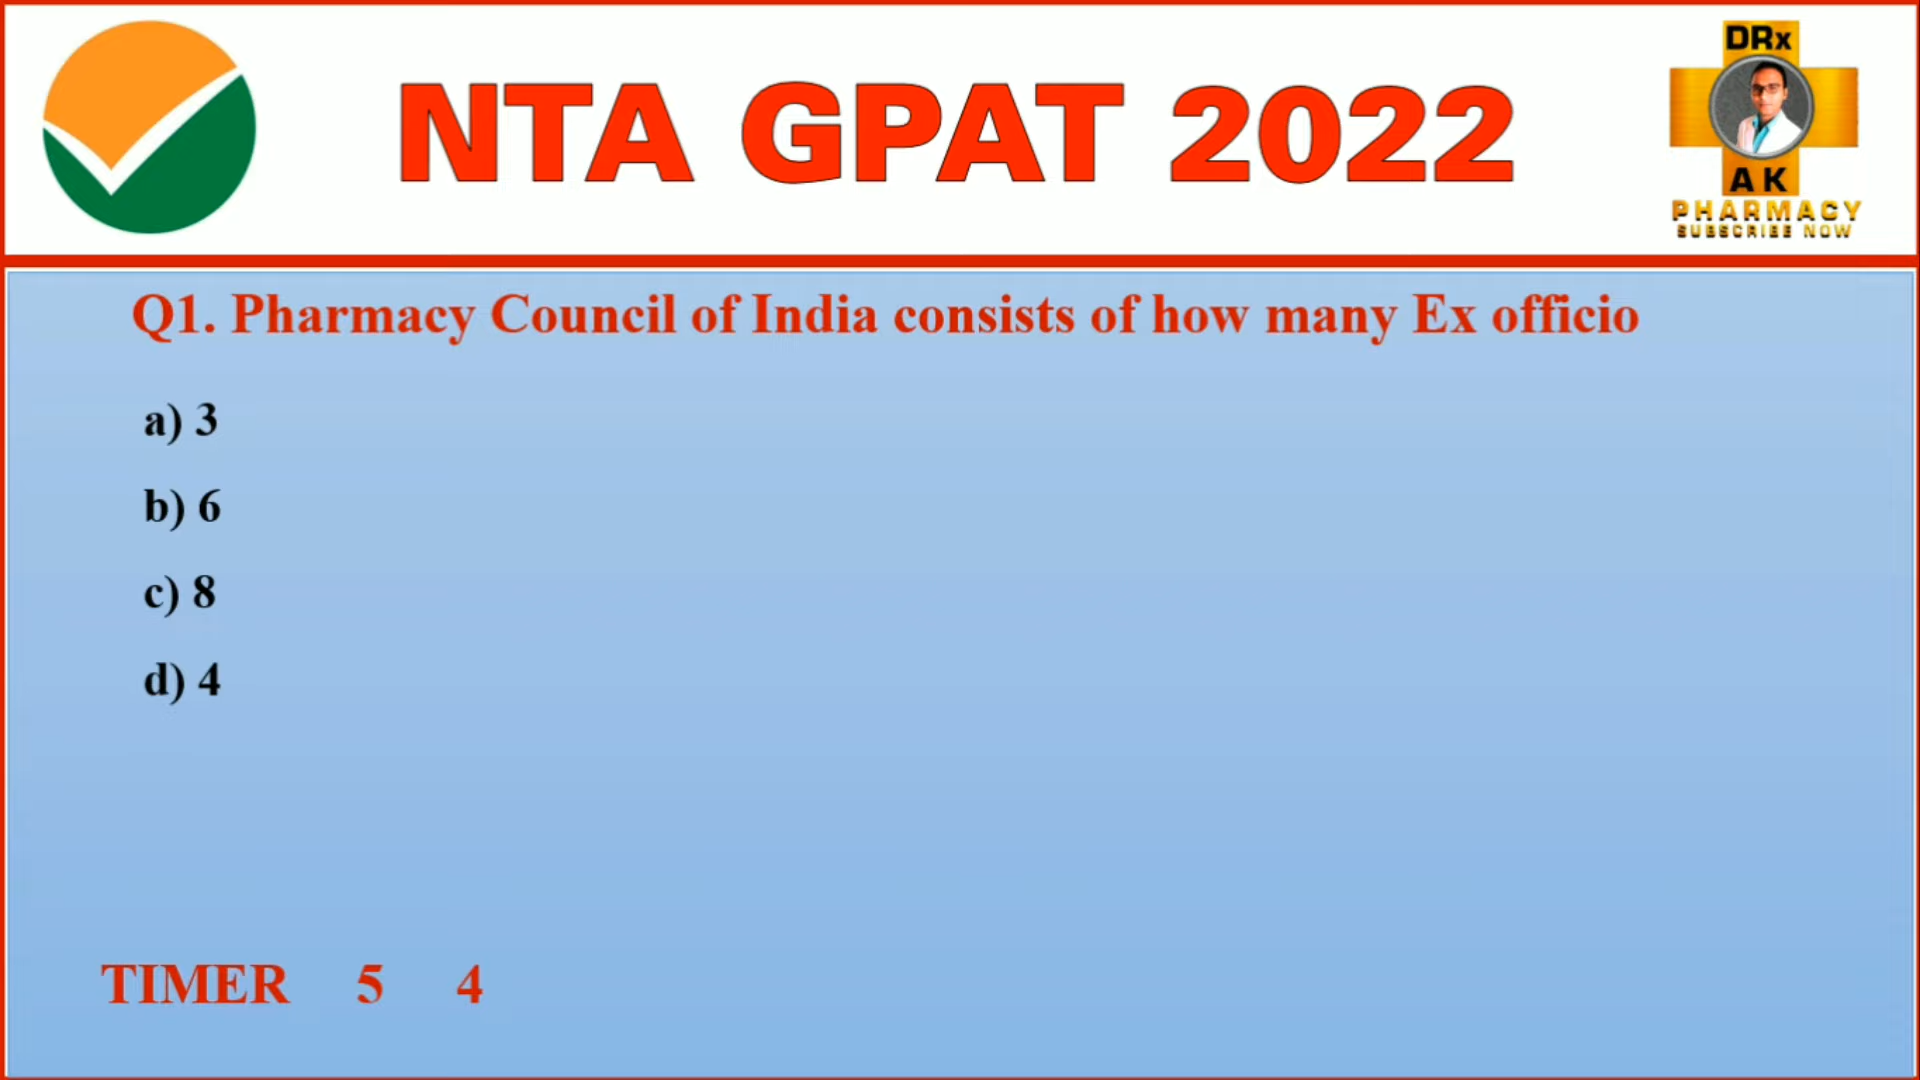 NTA GPAT 2022
DRx
AK
PHARMACY
SUBSCRIBE NOW
Q1. Pharmacy Council of India consists of how many Ex officio
a) 3
b) 6
c) 8
d) 4
TIMER 5 4